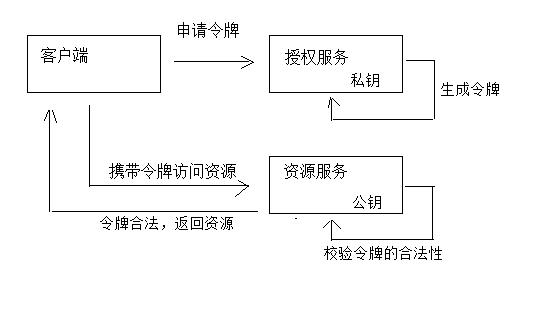 申请令牌
客户端
授权服务
私钥
生成令牌
携带令牌访问资源
资源服务
公钥
令牌合法，返回资源
校验令牌的合法性